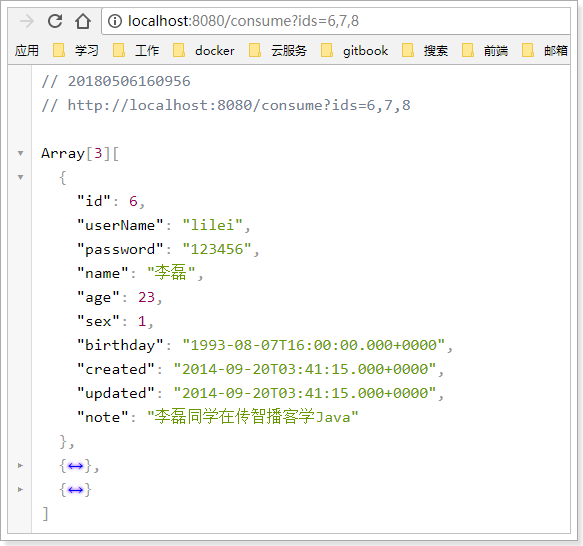 localhost:8080/consume?ids=6,7,8
应用 学习 工作 docker 云服务 gitbook 搜索 前端 邮箱
// 20180506160956
// http://localhost:8080/consume?ids=6,7,8
Array[3][
{
"id": 6,
"userName": "lilei",
"password": "123456",
"name": "李磊",
"age": 23,
"sex": 1,
"birthday": "1993-08-07T16:00:00.000+0000",
"created": "2014-09-20T03:41:15.000+0000",
"updated": "2014-09-20T03:41:15.000+0000",
"note": "李磊同学在传智播客学Java"
},
{↔},
{↔}
]